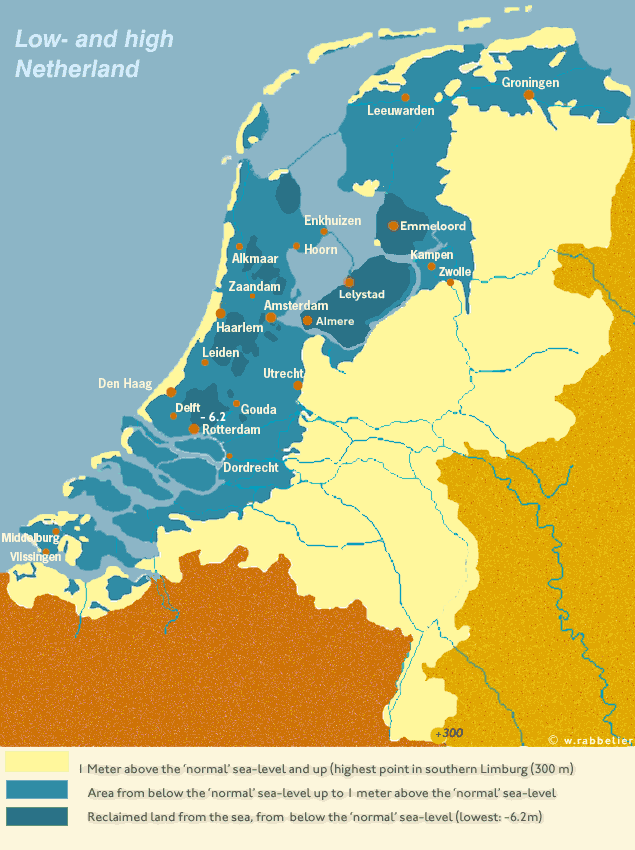 Low- and high
Netherland
Groningen
Leeuwarden
Enkhuizen
Emmeloord
Hoorn
Alkmaar
Kampen
Zwolle
Zaandam
Lelystad
Amsterdam
Almere
Haarlem
Leiden
Utrecht
Den Haag
Delft
- 6.2
Gouda
Rotterdam
Dordrecht
Middelburg
Vlissingen
+300
© w.rabbelier
1 Meter above the 'normal' sea-level and up (highest point in southern Limburg (300 m)
Area from below the 'normal' sea-level up to 1 meter above the 'normal' sea-level
Reclaimed land from the sea, from below the 'normal' sea-level (lowest: -6.2m)